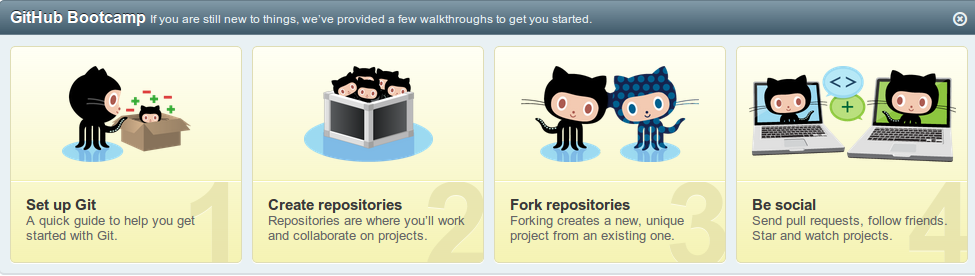 GitHub Bootcamp If you are still new to things, we've provided a few walkthroughs to get you started.
<>
+
Set up Git
A quick guide to help you get
started with Git.
1
Create repositories
Repositories are where you'll work
and collaborate on projects.
2
Fork repositories
Forking creates a new, unique
project from an existing one.
3
Be social
Send pull requests, follow friends.
Star and watch projects.
4